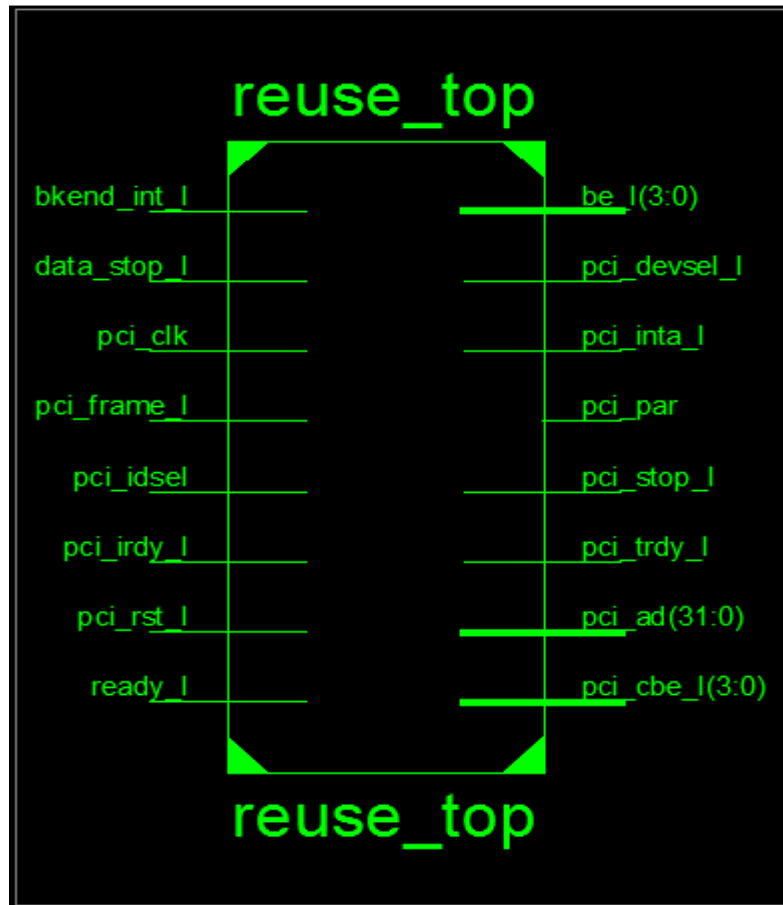 reuse_top
bkend_int_l be_l(3:0)
data_stop_l pci_devsel_l
pci_clk pci_inta_l
pci_frame_l pci_par
pci_idsel pci_stop_l
pci_irdy_l pci_trdy_l
pci_rst_l pci_ad(31:0)
ready_l pci_cbe_l(3:0)
reuse_top